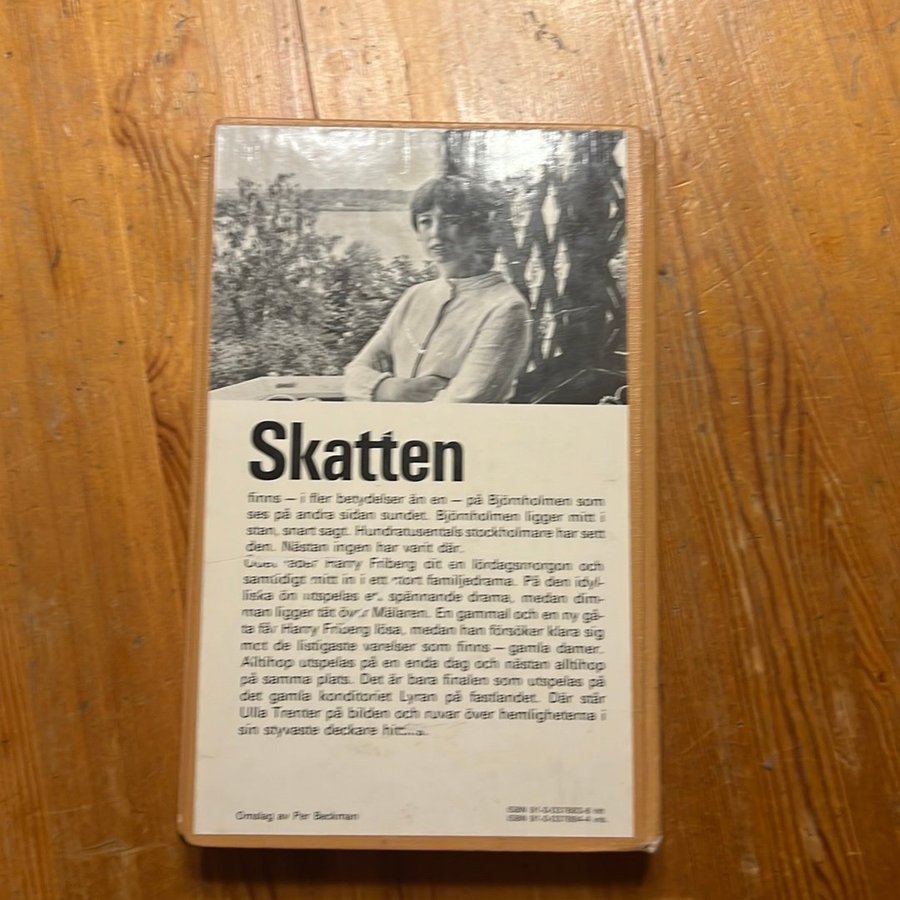 Skatten
finns – i fler betydelser än en – på Björnholmen som
ses på andra sidan sundet. Björnholmen ligger mitt i
stan, snart sagt. Hundratusentals stockholmare har sett
den. Nästan ingen har varit där.
Harry Friberg dit en lördagsmorgon och
samtidigt mitt in i ett stort familjedrama. På den idyl-
liska ön utspelas ett spännande drama, medan dim-
man ligger tät över Mälaren. En gammal och en ny gå-
ta får Harry Friberg lösa, medan han försöker klara sig
mot de listigaste varelser som finns – gamla damer.
Alltihop utspelas på en enda dag och nästan alltihop
på samma plats. Det är bara finalen som utspelas på
det gamla konditoriet Lyran på fastlandet. Där står
Ulla Trenter på bilden och ruvar över hemligheterna i
sin styvaste deckare hittills.
Omslag av Per Beckman
ISBN
ISBN